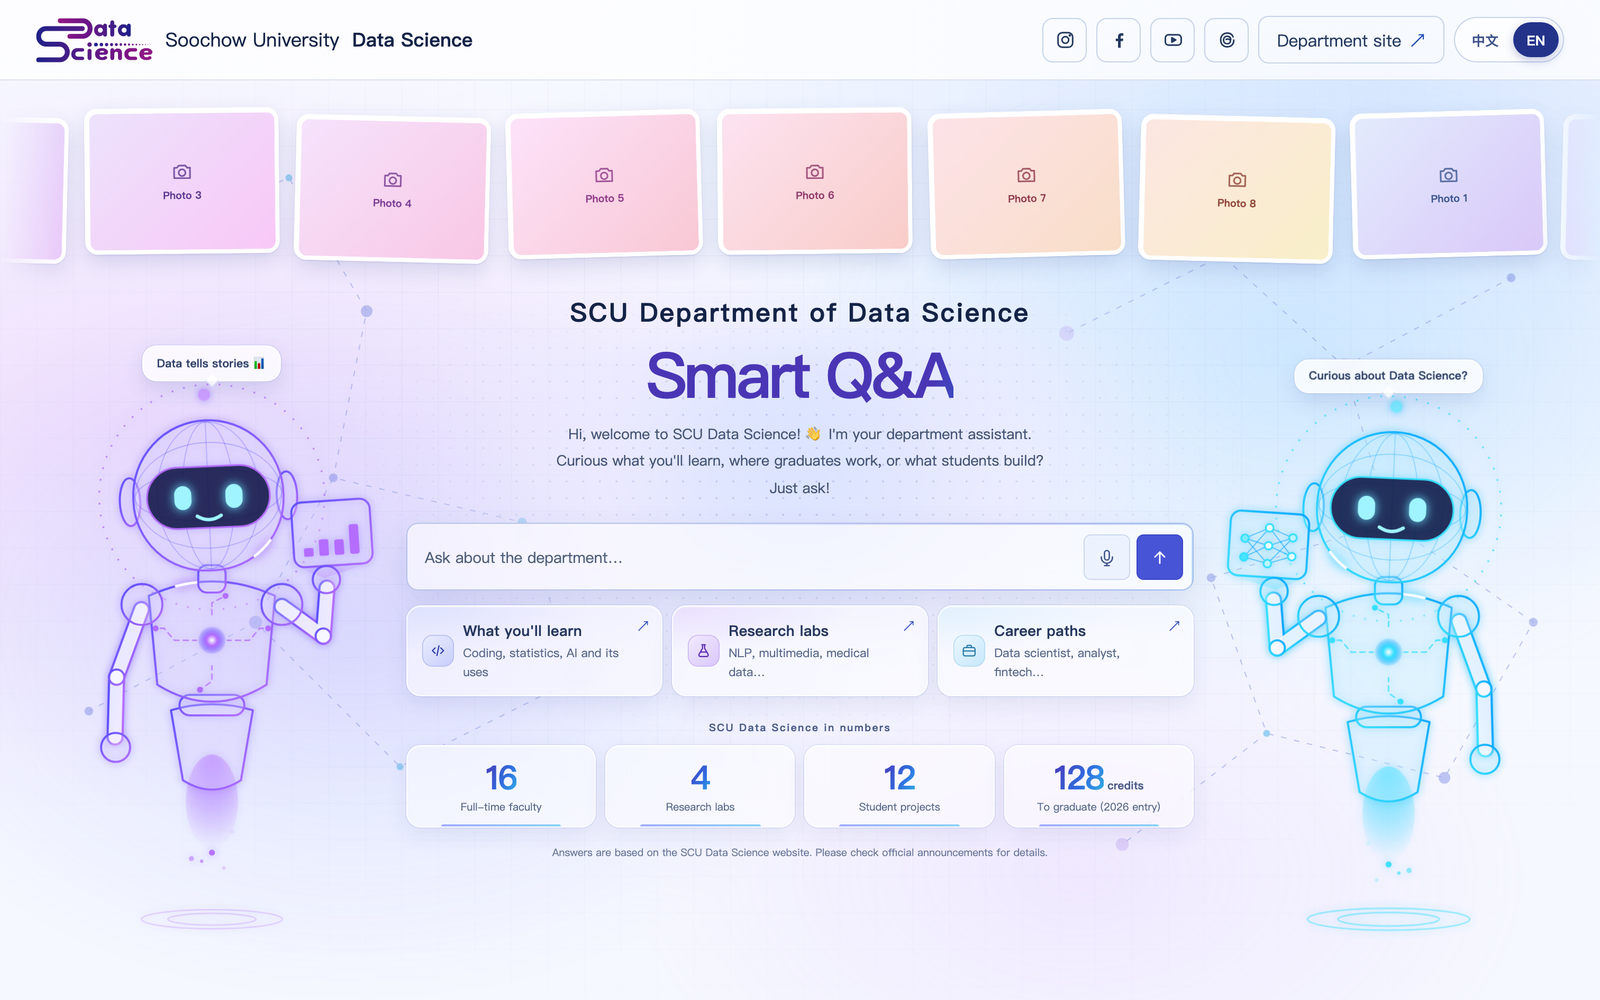 Data Science
Soochow University Data Science
Department site ↗
中文 EN
Photo 3
Photo 4
Photo 5
Photo 6
Photo 7
Photo 8
Photo 1
SCU Department of Data Science
Smart Q&A
Data tells stories 📊
Curious about Data Science?
Hi, welcome to SCU Data Science! 👋 I'm your department assistant.
Curious what you'll learn, where graduates work, or what students build?
Just ask!
Ask about the department...
What you'll learn
Coding, statistics, AI and its
uses
Research labs
NLP, multimedia, medical
data...
Career paths
Data scientist, analyst,
fintech...
SCU Data Science in numbers
16
Full-time faculty
4
Research labs
12
Student projects
128 credits
To graduate (2026 entry)
Answers are based on the SCU Data Science website. Please check official announcements for details.